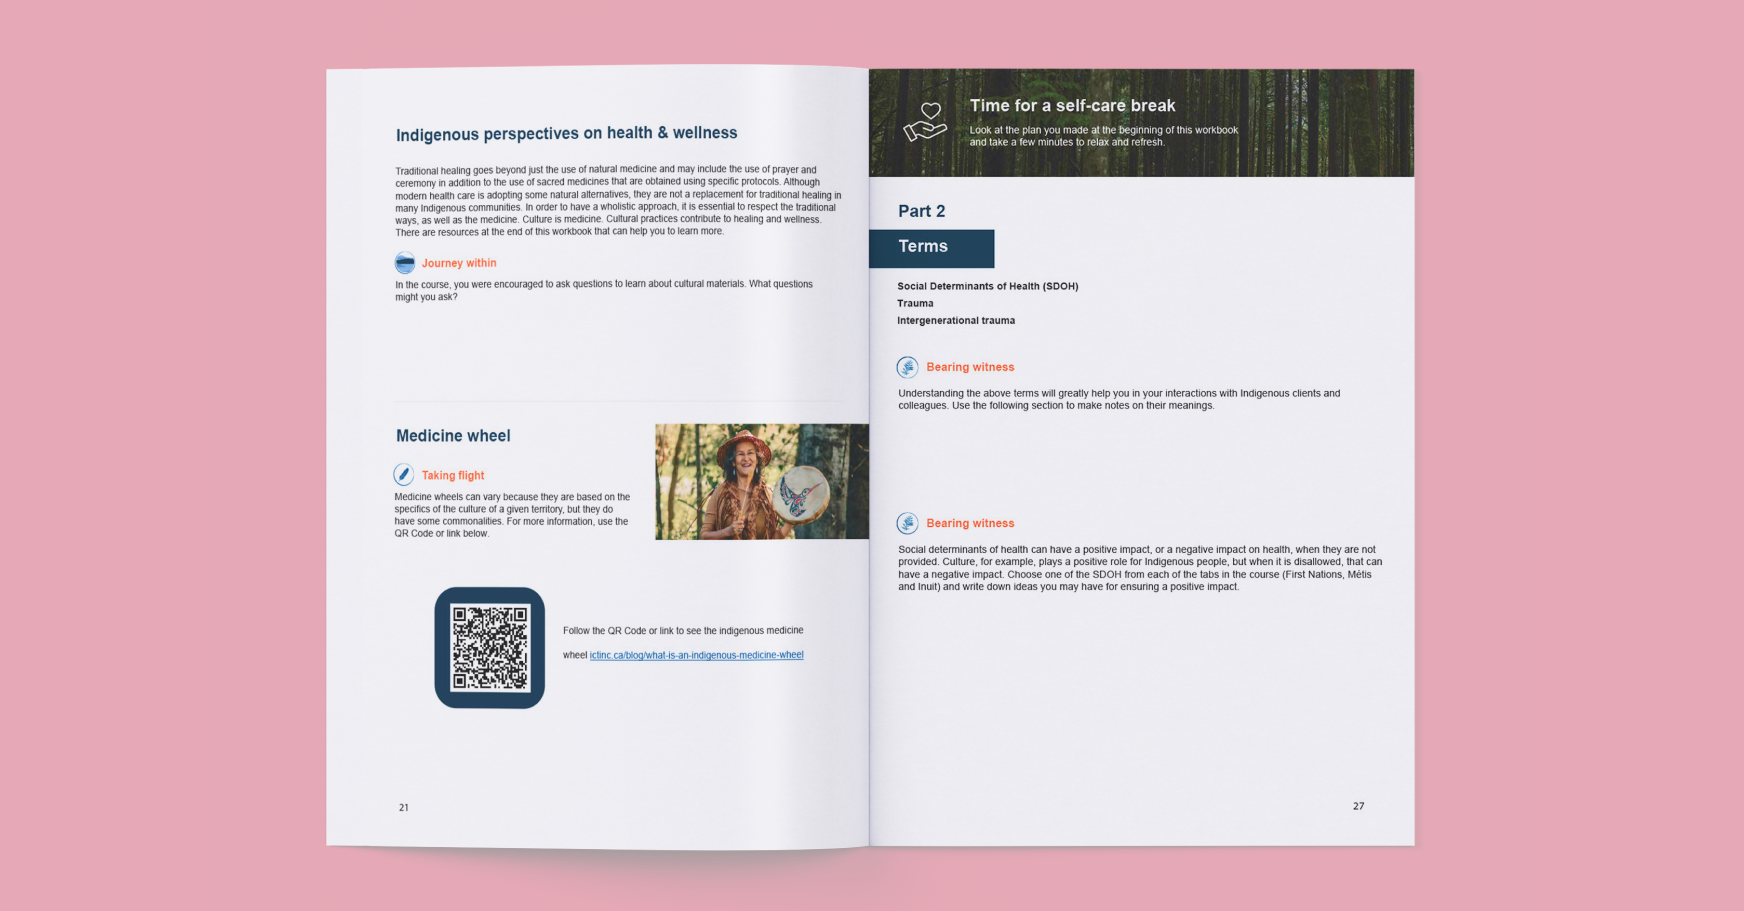 Indigenous perspectives on health & wellness
Traditional healing goes beyond just the use of natural medicine and may include the use of prayer and
ceremony in addition to the use of sacred medicines that are obtained using specific protocols. Although
modern health care is adopting some natural alternatives, they are not a replacement for traditional healing in
many Indigenous communities. In order to have a wholistic approach, it is essential to respect the traditional
ways, as well as the medicine. Culture is medicine. Cultural practices contribute to healing and wellness.
There are resources at the end of this workbook that can help you to learn more.
Journey within
In the course, you were encouraged to ask questions to learn about cultural materials. What questions
might you ask?
Medicine wheel
Taking flight
Medicine wheels can vary because they are based on the
specifics of the culture of a given territory, but they do
have some commonalities. For more information, use the
QR Code or link below.
Follow the QR Code or link to see the indigenous medicine
wheel ictinc.ca/blog/what-is-an-indigenous-medicine-wheel
21
Time for a self-care break
Look at the plan you made at the beginning of this workbook
and take a few minutes to relax and refresh.
Part 2
Terms
Social Determinants of Health (SDOH)
Trauma
Intergenerational trauma
Bearing witness
Understanding the above terms will greatly help you in your interactions with Indigenous clients and
colleagues. Use the following section to make notes on their meanings.
Bearing witness
Social determinants of health can have a positive impact, or a negative impact on health, when they are not
provided. Culture, for example, plays a positive role for Indigenous people, but when it is disallowed, that can
have a negative impact. Choose one of the SDOH from each of the tabs in the course (First Nations, Métis
and Inuit) and write down ideas you may have for ensuring a positive impact.
27